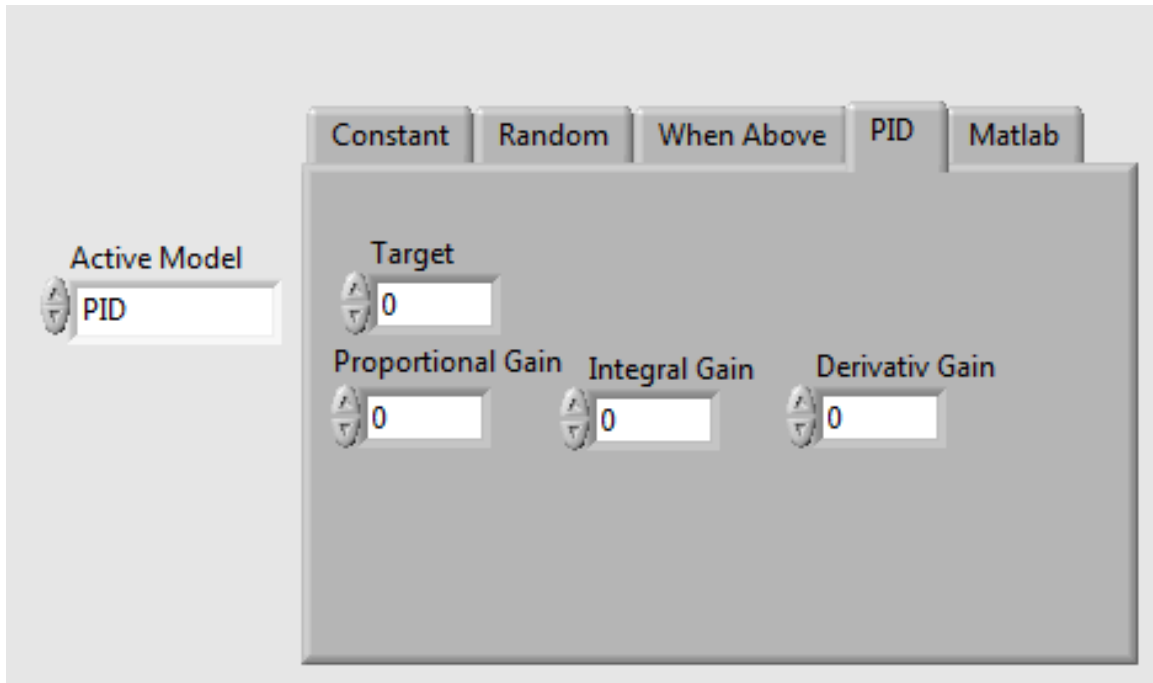 Constant Random When Above PID Matlab
Active Model
PID
Target
0
Proportional Gain Integral Gain Derivativ Gain
0 0 0